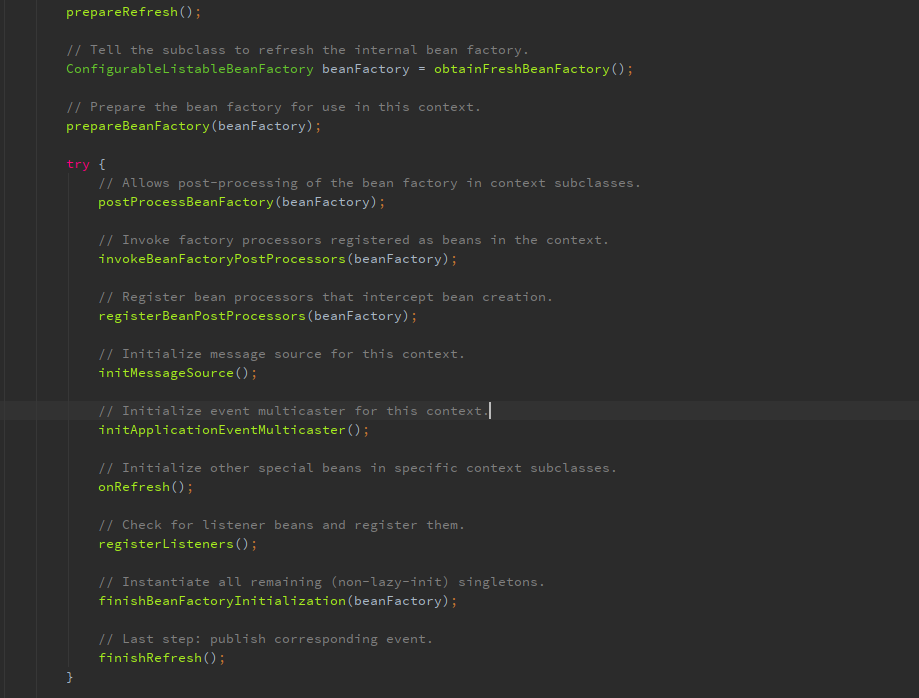 prepareRefresh();
// Tell the subclass to refresh the internal bean factory.
ConfigurableListableBeanFactory beanFactory = obtainFreshBeanFactory();
// Prepare the bean factory for use in this context.
prepareBeanFactory(beanFactory);
try {
// Allows post-processing of the bean factory in context subclasses.
postProcessBeanFactory(beanFactory);
// Invoke factory processors registered as beans in the context.
invokeBeanFactoryPostProcessors(beanFactory);
// Register bean processors that intercept bean creation.
registerBeanPostProcessors(beanFactory);
// Initialize message source for this context.
initMessageSource();
// Initialize event multicaster for this context.
initApplicationEventMulticaster();
// Initialize other special beans in specific context subclasses.
onRefresh();
// Check for listener beans and register them.
registerListeners();
// Instantiate all remaining (non-lazy-init) singletons.
finishBeanFactoryInitialization(beanFactory);
// Last step: publish corresponding event.
finishRefresh();
}